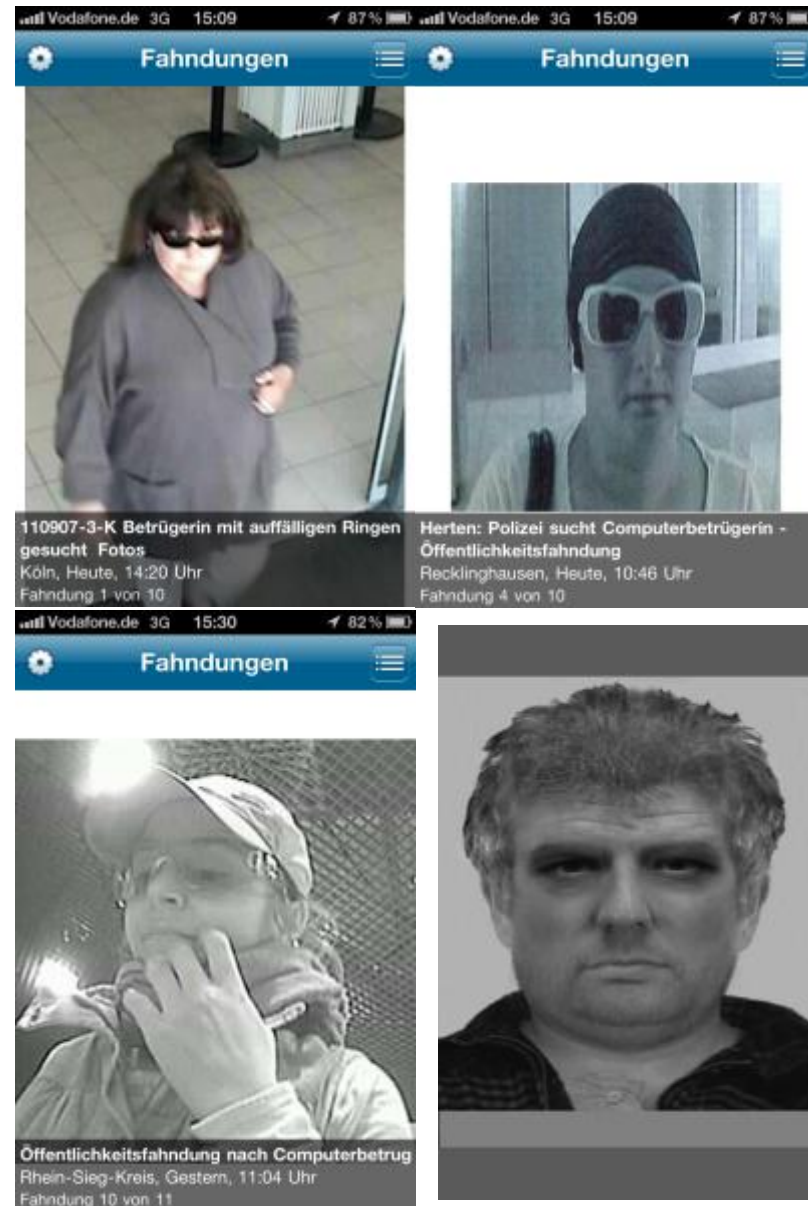 Vodafone.de 3G 15:09 87%
Fahndungen
110907-3-K Betrügerin mit auffälligen Ringen
gesucht Fotos
Köln, Heute, 14:20 Uhr
Fahndung 1 von 10
Vodafone.de 3G 15:09 87%
Fahndungen
Herten: Polizei sucht Computerbetrügerin -
Öffentlichkeitsfahndung
Recklinghausen, Heute, 10:46 Uhr
Fahndung 4 von 10
Vodafone.de 3G 15:30 82%
Fahndungen
Öffentlichkeitsfahndung nach Computerbetrug
Rhein-Sieg-Kreis, Gestern, 11:04 Uhr
Fahndung 10 von 11